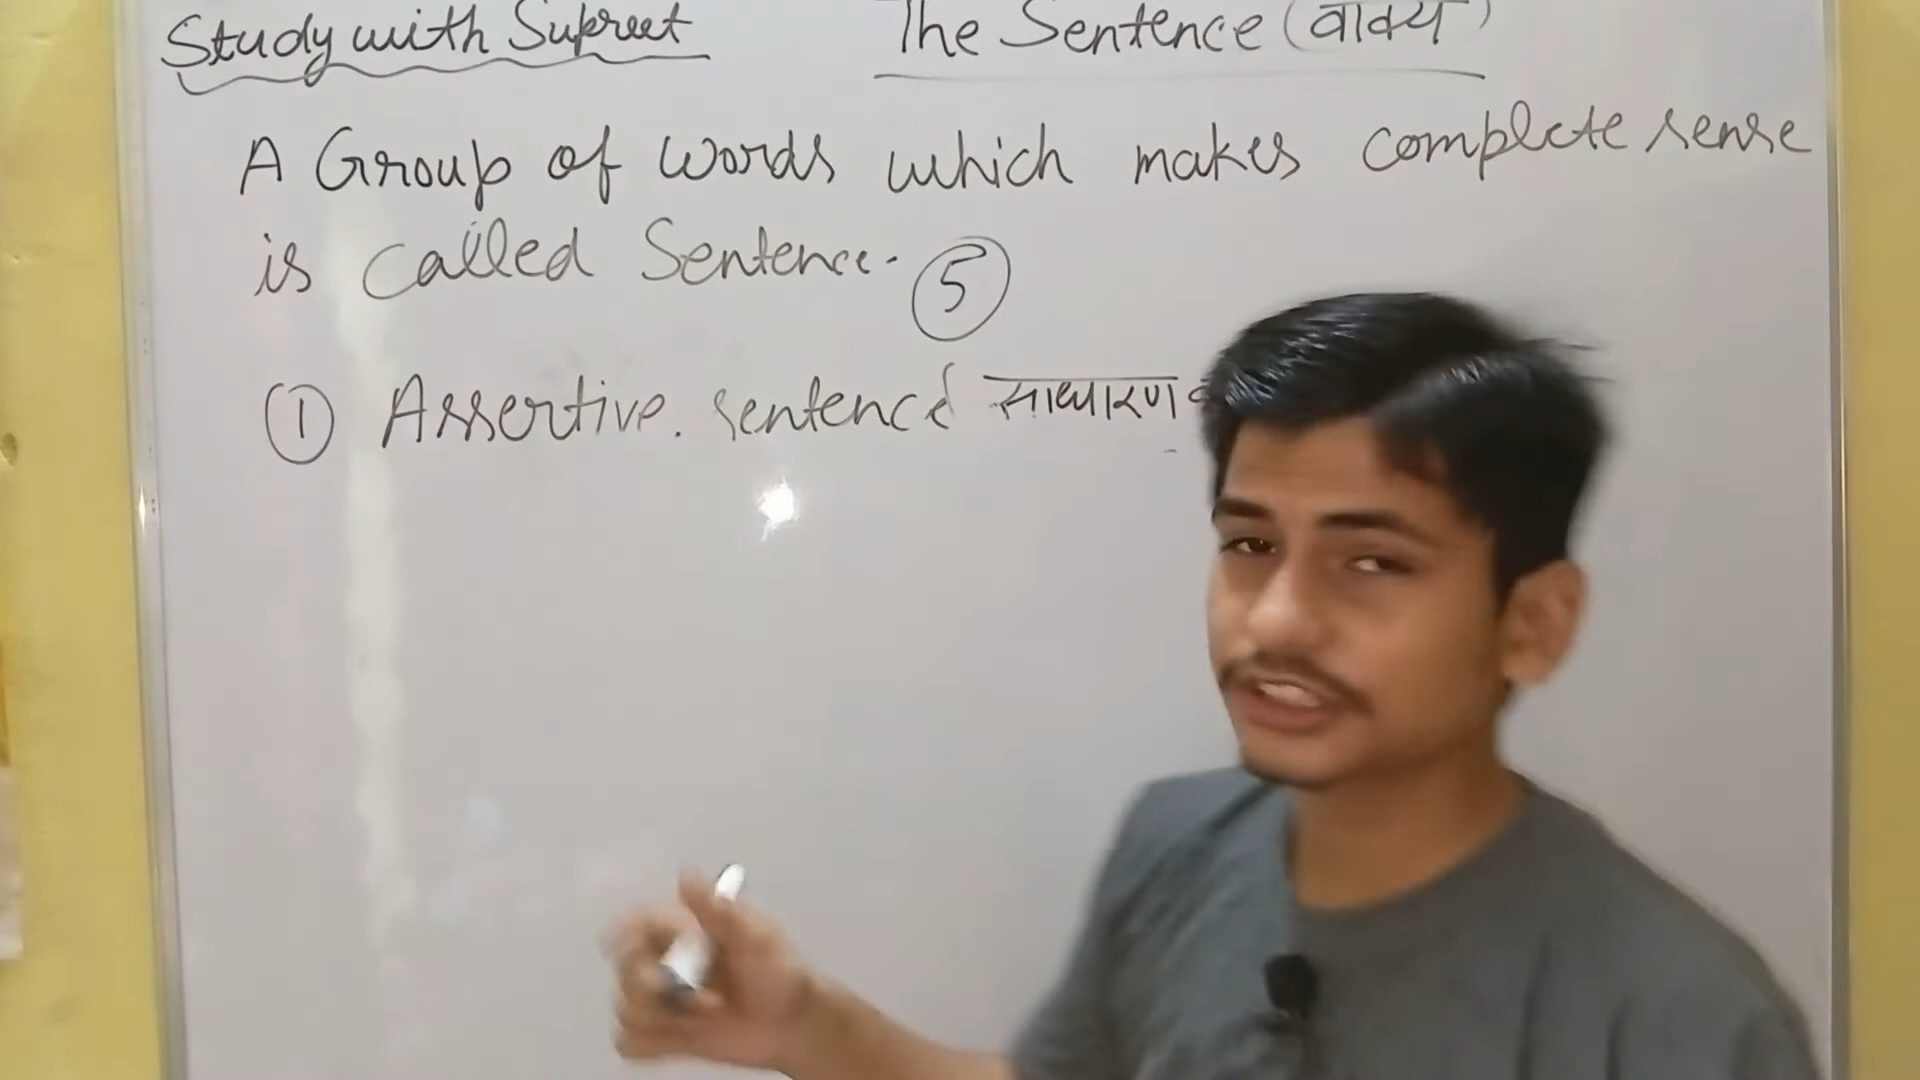 Study with Supreet
The Sentence (वाक्य)
A Group of words which makes complete sense
is called Sentence. 5
1 Assertive. sentence साधारण